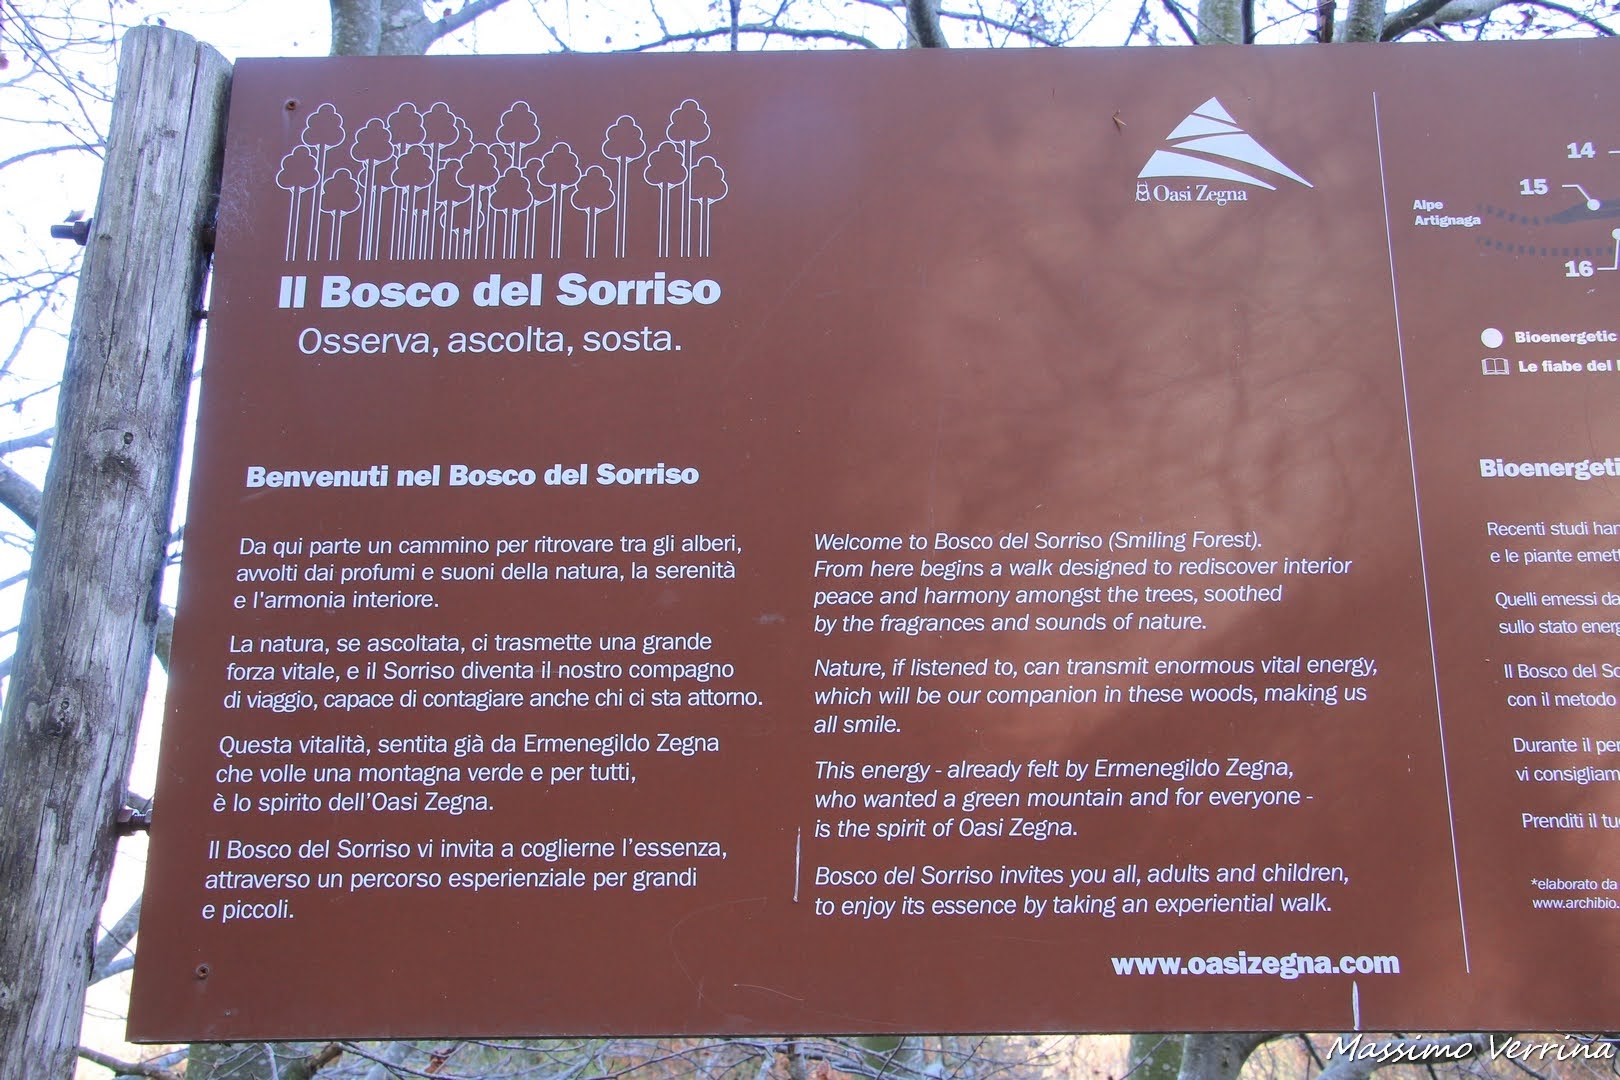 Il Bosco del Sorriso
Osserva, ascolta, sosta.
Oasi Zegna
Benvenuti nel Bosco del Sorriso
Da qui parte un cammino per ritrovare tra gli alberi,
avvolti dai profumi e suoni della natura, la serenità
e l'armonia interiore.
La natura, se ascoltata, ci trasmette una grande
forza vitale, e il Sorriso diventa il nostro compagno
di viaggio, capace di contagiare anche chi ci sta attorno.
Questa vitalità, sentita già da Ermenegildo Zegna
che volle una montagna verde e per tutti,
è lo spirito dell'Oasi Zegna.
Il Bosco del Sorriso vi invita a coglierne l'essenza,
attraverso un percorso esperienziale per grandi
e piccoli.
Welcome to Bosco del Sorriso (Smiling Forest).
From here begins a walk designed to rediscover interior
peace and harmony amongst the trees, soothed
by the fragrances and sounds of nature.
Nature, if listened to, can transmit enormous vital energy,
which will be our companion in these woods, making us
all smile.
This energy - already felt by Ermenegildo Zegna,
who wanted a green mountain and for everyone -
is the spirit of Oasi Zegna.
Bosco del Sorriso invites you all, adults and children,
to enjoy its essence by taking an experiential walk.
www.oasizegna.com
14
15
Alpe
Artignaga
16
Bioenergetic
Le fiabe del
Recenti studi
e le piante
Quelli emessi
sullo stato
Il Bosco del
con il metodo
Durante il
vi
Prenditi il
*elaborato da
www.archibio.
Massimo Verrina